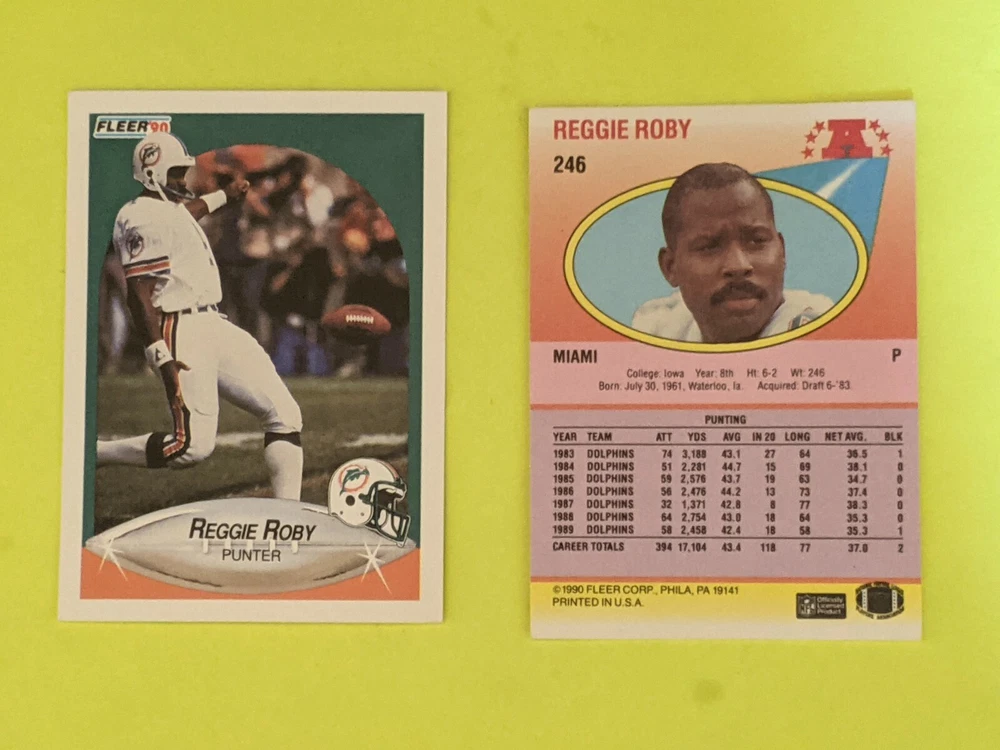 FLEER '90
REGGIE ROBY
PUNTER
REGGIE ROBY
A
246
MIAMI P
College: Iowa Year: 8th Ht: 6-2 Wt: 246
Born: July 30, 1961, Waterloo, Ia. Acquired: Draft 6-'83
PUNTING
YEAR TEAM ATT YDS AVG IN 20 LONG NET AVG. BLK
1983 DOLPHINS 74 3,188 43.1 27 64 36.5 1
1984 DOLPHINS 51 2,281 44.7 15 69 38.1 0
1985 DOLPHINS 59 2,576 43.7 19 63 34.7 0
1986 DOLPHINS 56 2,476 44.2 13 73 37.4 0
1987 DOLPHINS 32 1,371 42.8 8 77 38.3 0
1988 DOLPHINS 64 2,754 43.0 18 64 35.3 0
1989 DOLPHINS 58 2,458 42.4 18 58 35.3 1
CAREER TOTALS 394 17,104 43.4 118 77 37.0 2
©1990 FLEER CORP., PHILA, PA 19141
PRINTED IN U.S.A.
NFL
Officially
Licensed
Product